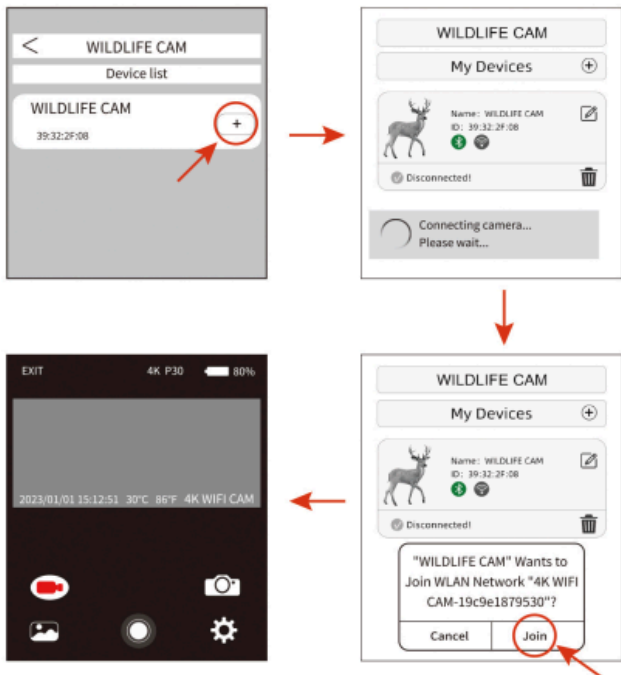 < WILDLIFE CAM
Device list
WILDLIFE CAM
39:32:2F:08
+
WILDLIFE CAM
My Devices +
Name: WILDLIFE CAM
ID: 39:32:2F:08
Disconnected!
Connecting camera...
Please wait...
WILDLIFE CAM
My Devices +
Name: WILDLIFE CAM
ID: 39:32:2F:08
Disconnected!
"WILDLIFE CAM" Wants to
Join WLAN Network "4K WIFI
CAM-19c9e1879530"?
Cancel Join
EXIT 4K P30 80%
2023/01/01 15:12:51 30°C 86°F 4K WIFI CAM